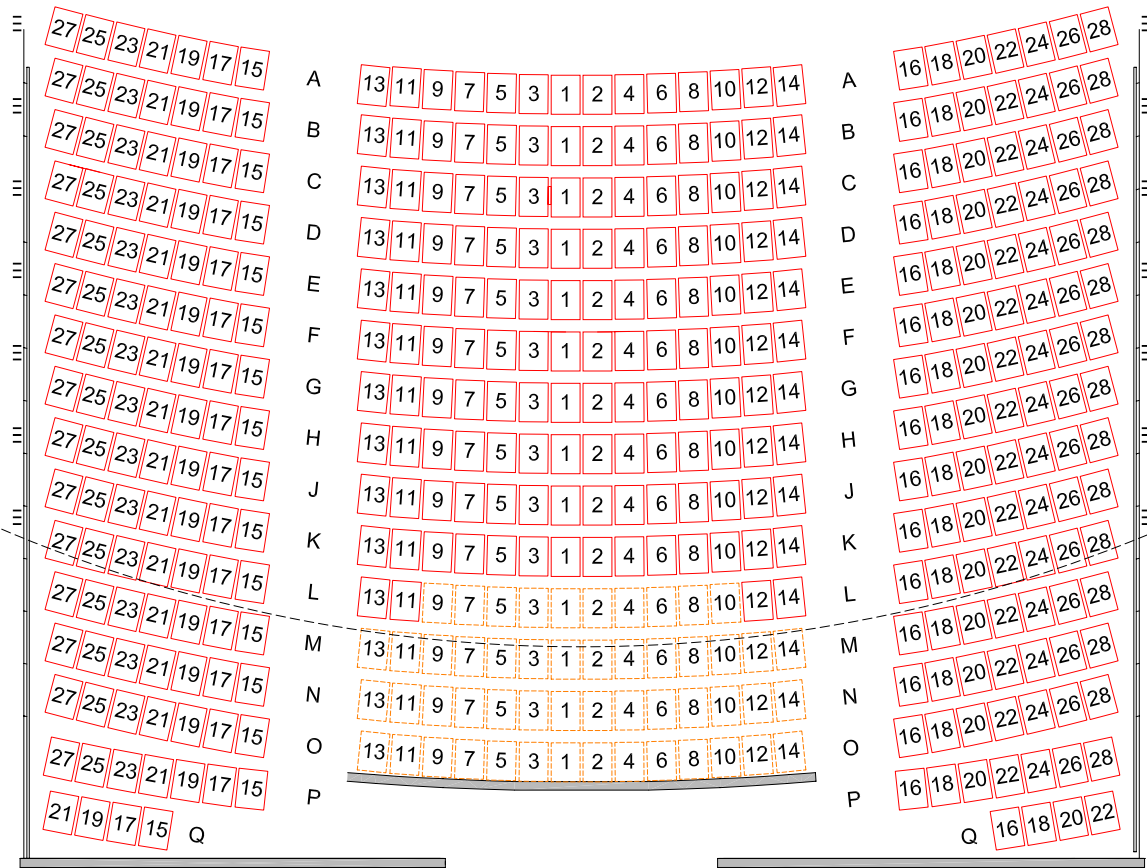 27 25 23 21 19 17 15 A 13 11 9 7 5 3 1 2 4 6 8 10 12 14 A 16 18 20 22 24 26 28
27 25 23 21 19 17 15 B 13 11 9 7 5 3 1 2 4 6 8 10 12 14 B 16 18 20 22 24 26 28
27 25 23 21 19 17 15 C 13 11 9 7 5 3 1 2 4 6 8 10 12 14 C 16 18 20 22 24 26 28
27 25 23 21 19 17 15 D 13 11 9 7 5 3 1 2 4 6 8 10 12 14 D 16 18 20 22 24 26 28
27 25 23 21 19 17 15 E 13 11 9 7 5 3 1 2 4 6 8 10 12 14 E 16 18 20 22 24 26 28
27 25 23 21 19 17 15 F 13 11 9 7 5 3 1 2 4 6 8 10 12 14 F 16 18 20 22 24 26 28
27 25 23 21 19 17 15 G 13 11 9 7 5 3 1 2 4 6 8 10 12 14 G 16 18 20 22 24 26 28
27 25 23 21 19 17 15 H 13 11 9 7 5 3 1 2 4 6 8 10 12 14 H 16 18 20 22 24 26 28
27 25 23 21 19 17 15 J 13 11 9 7 5 3 1 2 4 6 8 10 12 14 J 16 18 20 22 24 26 28
27 25 23 21 19 17 15 K 13 11 9 7 5 3 1 2 4 6 8 10 12 14 K 16 18 20 22 24 26 28
27 25 23 21 19 17 15 L 13 11 9 7 5 3 1 2 4 6 8 10 12 14 L 16 18 20 22 24 26 28
27 25 23 21 19 17 15 M 13 11 9 7 5 3 1 2 4 6 8 10 12 14 M 16 18 20 22 24 26 28
27 25 23 21 19 17 15 N 13 11 9 7 5 3 1 2 4 6 8 10 12 14 N 16 18 20 22 24 26 28
27 25 23 21 19 17 15 O 13 11 9 7 5 3 1 2 4 6 8 10 12 14 O 16 18 20 22 24 26 28
27 25 23 21 19 17 15 P P 16 18 20 22 24 26 28
21 19 17 15 Q Q 16 18 20 22